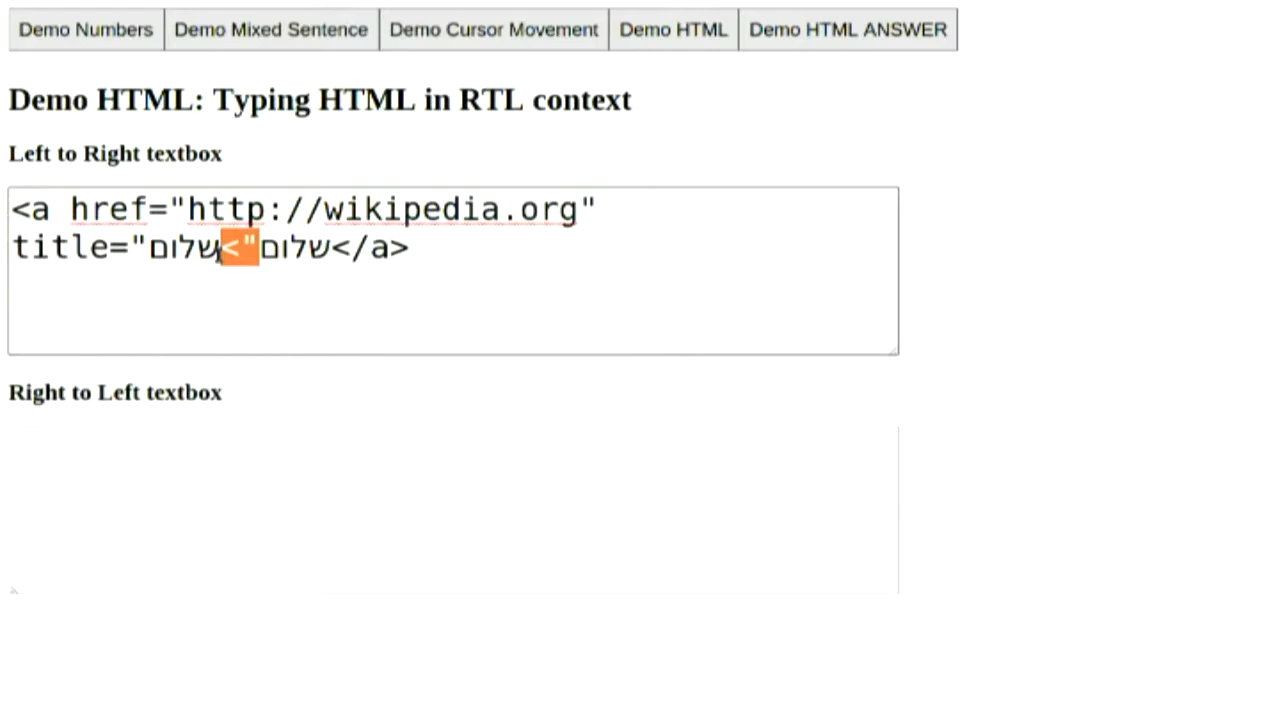 Demo Numbers
Demo Mixed Sentence
Demo Cursor Movement
Demo HTML
Demo HTML ANSWER
Demo HTML: Typing HTML in RTL context
Left to Right textbox
<a href="http://wikipedia.org"
title="שלום">שלום</a>
Right to Left textbox